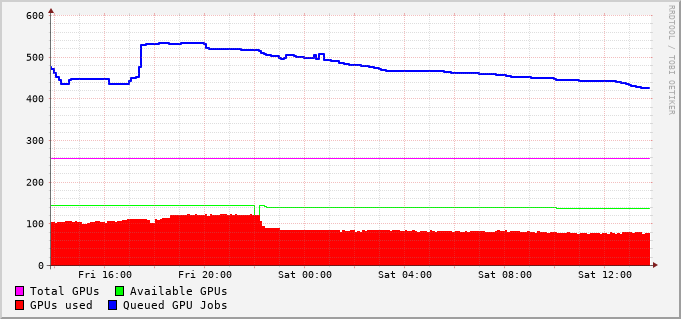 RRDTOOL / TOBI OETIKER
600
500
400
300
200
100
0
Fri 16:00 Fri 20:00 Sat 00:00 Sat 04:00 Sat 08:00 Sat 12:00
Total GPUs Available GPUs
GPUs used Queued GPU Jobs